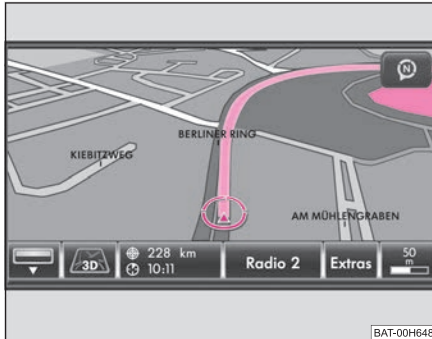 N
BERLINER RING
KIEBITZWEG
AM MÜHLENGRABEN
3D
228 km
10:11
Radio 2
Extras
50
m
BAT-00H648